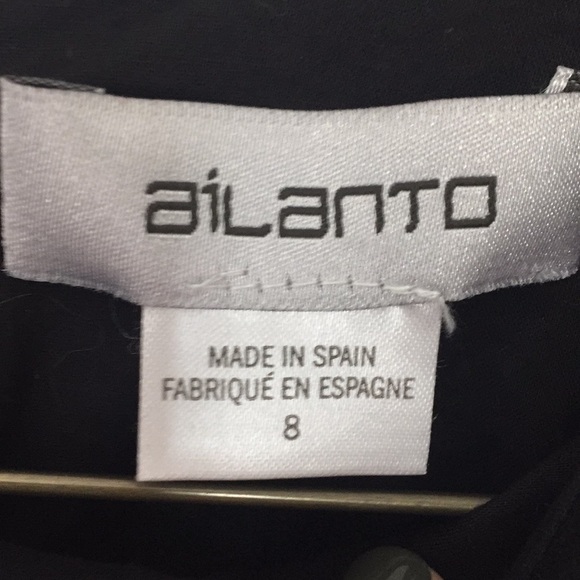 aiLanTO
MADE IN SPAIN
FABRIQUÉ EN ESPAGNE
8